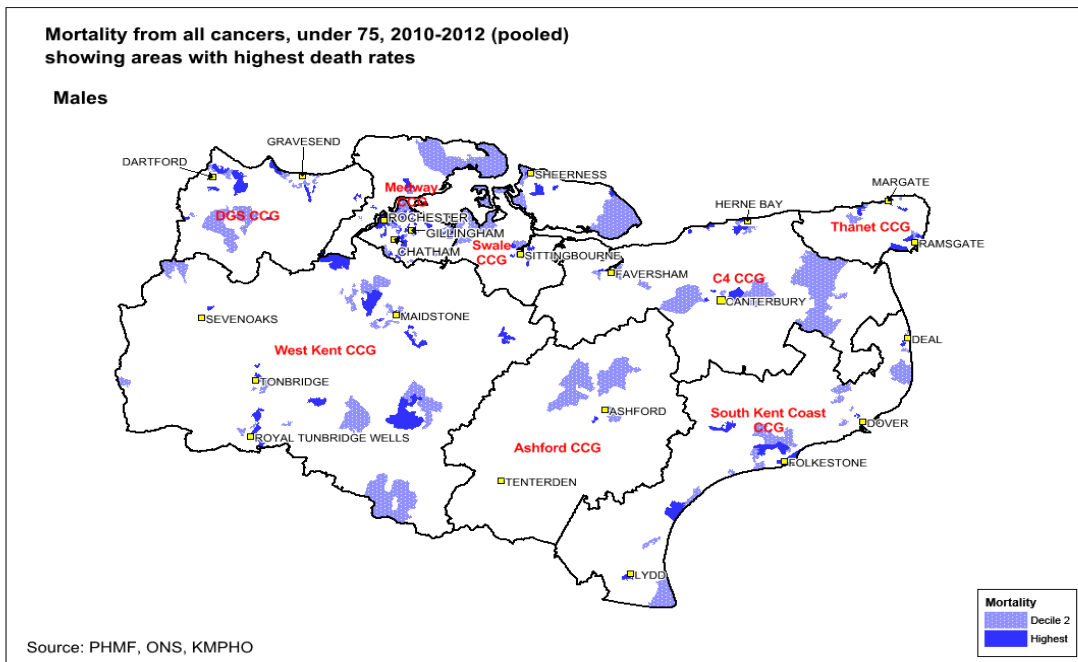 Mortality from all cancers, under 75, 2010-2012 (pooled)
showing areas with highest death rates
Males
GRAVESEND
DARTFORD
SHEERNESS
MARGATE
Medway
CCG
HERNE BAY
DGS CCG
ROCHESTER
Thanet CCG
GILLINGHAM
RAMSGATE
CHATHAM
Swale
CCG
SITTINGBOURNE
FAVERSHAM
C4 CCG
CANTERBURY
SEVENOAKS
MAIDSTONE
DEAL
West Kent CCG
TONBRIDGE
ASHFORD
South Kent Coast
CCG
DOVER
ROYAL TUNBRIDGE WELLS
Ashford CCG
FOLKESTONE
TENTERDEN
LYDD
Mortality
Decile 2
Highest
Source: PHMF, ONS, KMPHO